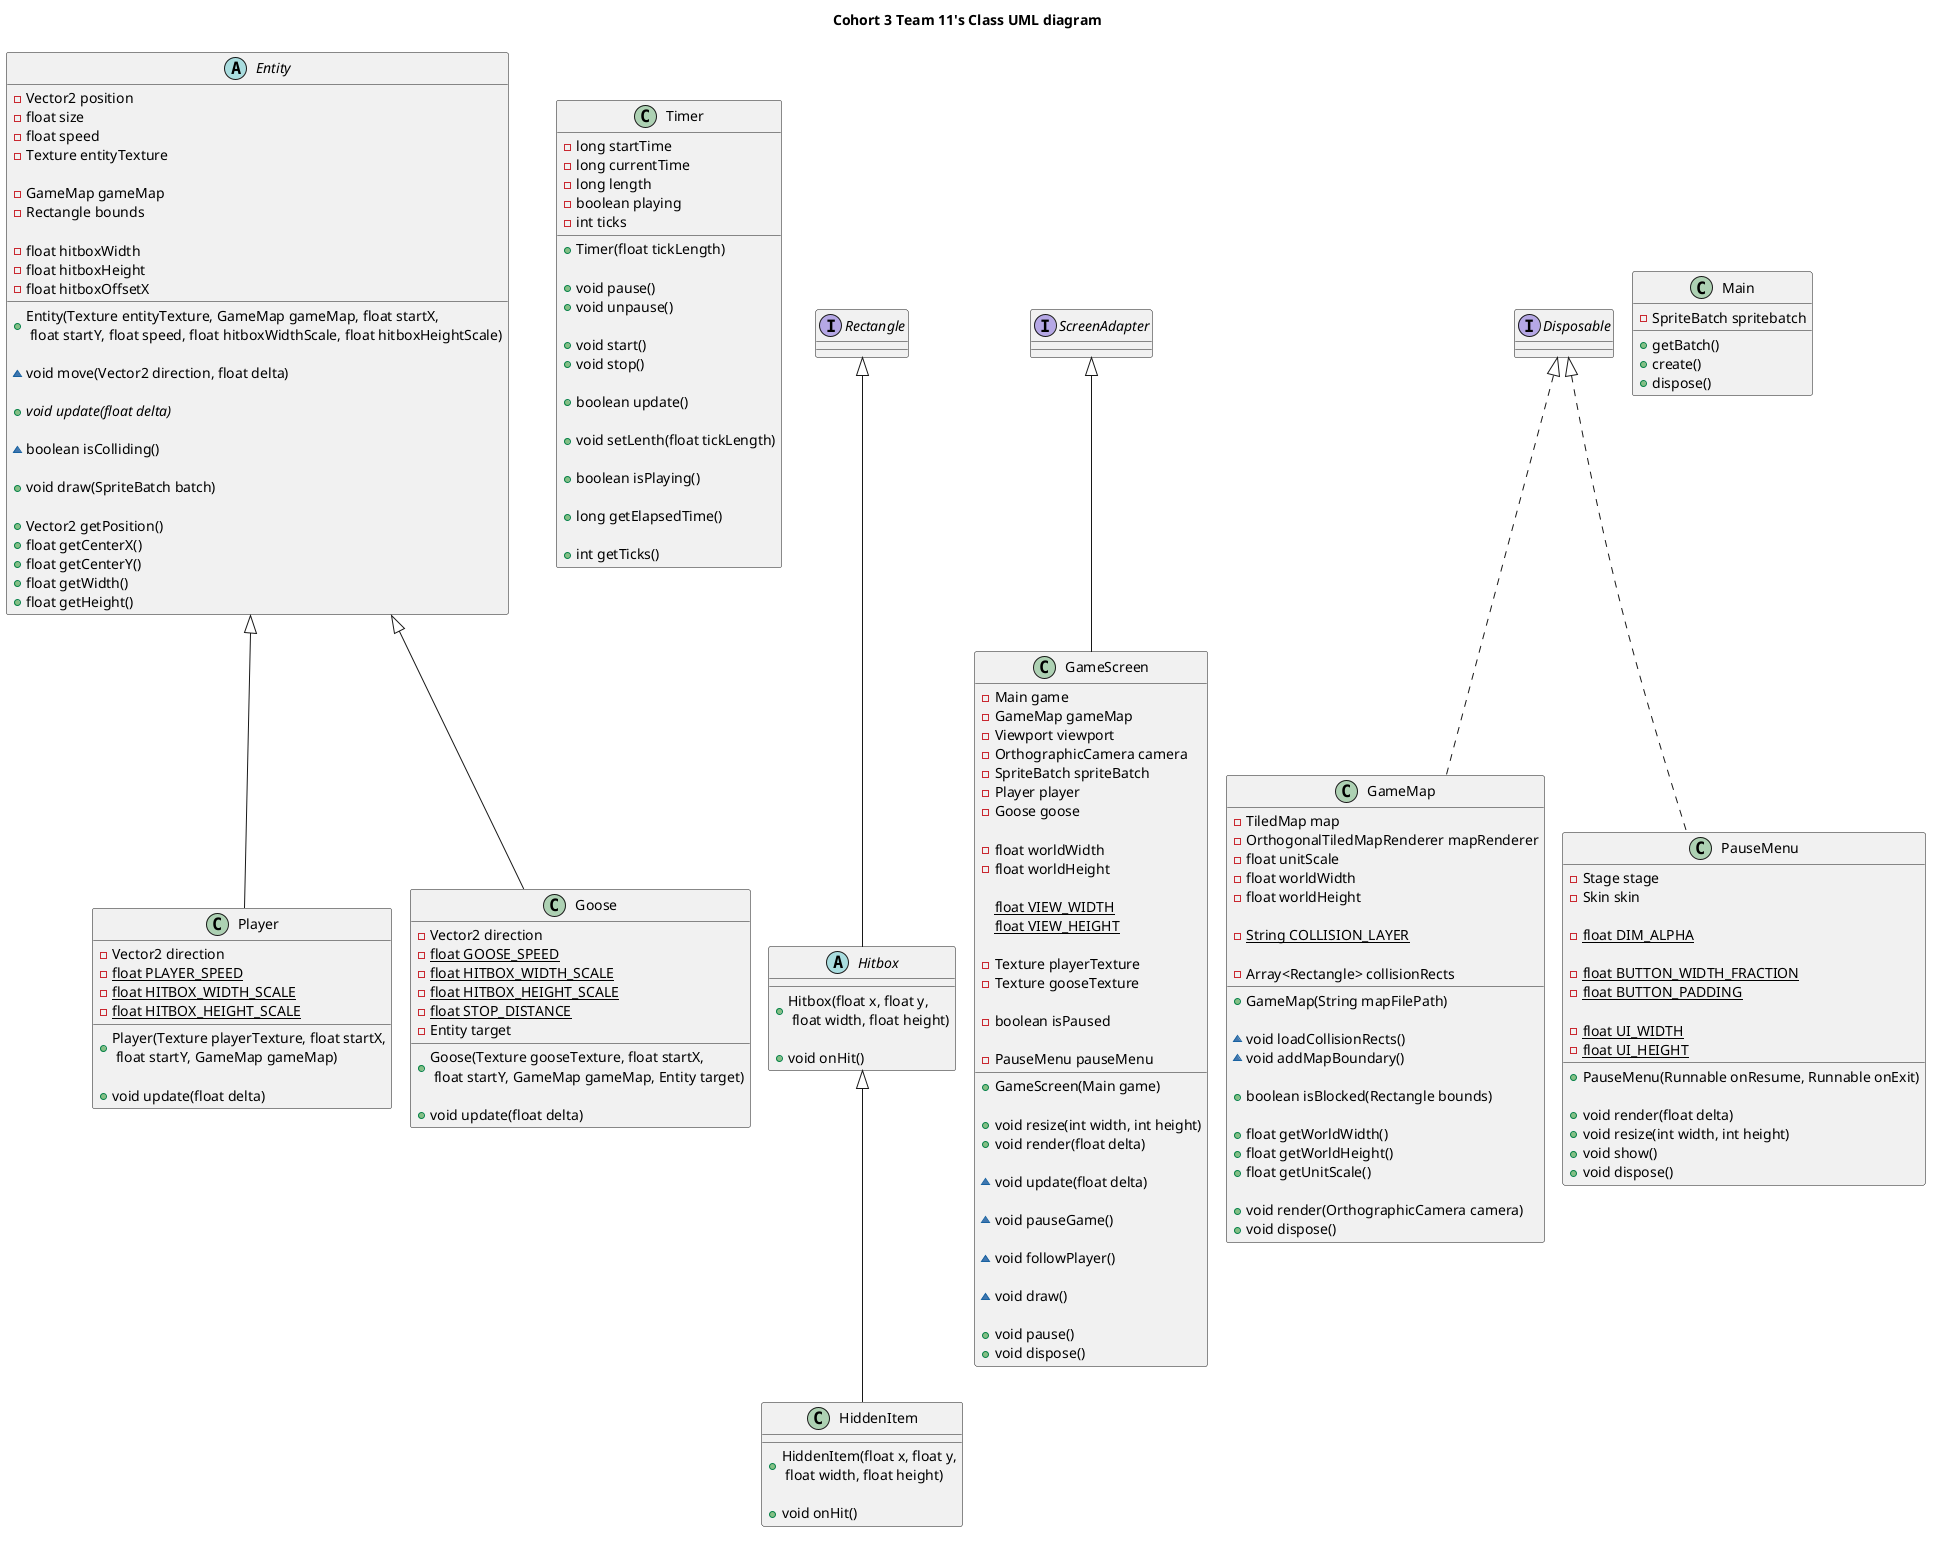 Cohort 3 Team 11's Class UML diagram
A Entity
Vector2 position
float size
float speed
Texture entityTexture
GameMap gameMap
Rectangle bounds
float hitboxWidth
float hitboxHeight
float hitboxOffsetX
Entity(Texture entityTexture, GameMap gameMap, float startX,
float startY, float speed, float hitboxWidthScale, float hitboxHeightScale)
void move(Vector2 direction, float delta)
void update(float delta)
boolean isColliding()
void draw(SpriteBatch batch)
Vector2 getPosition()
float getCenterX()
float getCenterY()
float getWidth()
float getHeight()
C Timer
long startTime
long currentTime
long length
boolean playing
int ticks
Timer(float tickLength)
void pause()
void unpause()
void start()
void stop()
boolean update()
void setLenth(float tickLength)
boolean isPlaying()
long getElapsedTime()
int getTicks()
I Rectangle
I ScreenAdapter
I Disposable
C Main
SpriteBatch spritebatch
getBatch()
create()
dispose()
C Player
Vector2 direction
float PLAYER_SPEED
float HITBOX_WIDTH_SCALE
float HITBOX_HEIGHT_SCALE
Player(Texture playerTexture, float startX,
float startY, GameMap gameMap)
void update(float delta)
C Goose
Vector2 direction
float GOOSE_SPEED
float HITBOX_WIDTH_SCALE
float HITBOX_HEIGHT_SCALE
float STOP_DISTANCE
Entity target
Goose(Texture gooseTexture, float startX,
float startY, GameMap gameMap, Entity target)
void update(float delta)
A Hitbox
Hitbox(float x, float y,
float width, float height)
void onHit()
C GameScreen
Main game
GameMap gameMap
Viewport viewport
OrthographicCamera camera
SpriteBatch spriteBatch
Player player
Goose goose
float worldWidth
float worldHeight
float VIEW_WIDTH
float VIEW_HEIGHT
Texture playerTexture
Texture gooseTexture
boolean isPaused
PauseMenu pauseMenu
GameScreen(Main game)
void resize(int width, int height)
void render(float delta)
void update(float delta)
void pauseGame()
void followPlayer()
void draw()
void pause()
void dispose()
C GameMap
TiledMap map
OrthogonalTiledMapRenderer mapRenderer
float unitScale
float worldWidth
float worldHeight
String COLLISION_LAYER
Array<Rectangle> collisionRects
GameMap(String mapFilePath)
void loadCollisionRects()
void addMapBoundary()
boolean isBlocked(Rectangle bounds)
float getWorldWidth()
float getWorldHeight()
float getUnitScale()
void render(OrthographicCamera camera)
void dispose()
C PauseMenu
Stage stage
Skin skin
float DIM_ALPHA
float BUTTON_WIDTH_FRACTION
float BUTTON_PADDING
float UI_WIDTH
float UI_HEIGHT
PauseMenu(Runnable onResume, Runnable onExit)
void render(float delta)
void resize(int width, int height)
void show()
void dispose()
C HiddenItem
HiddenItem(float x, float y,
float width, float height)
void onHit()